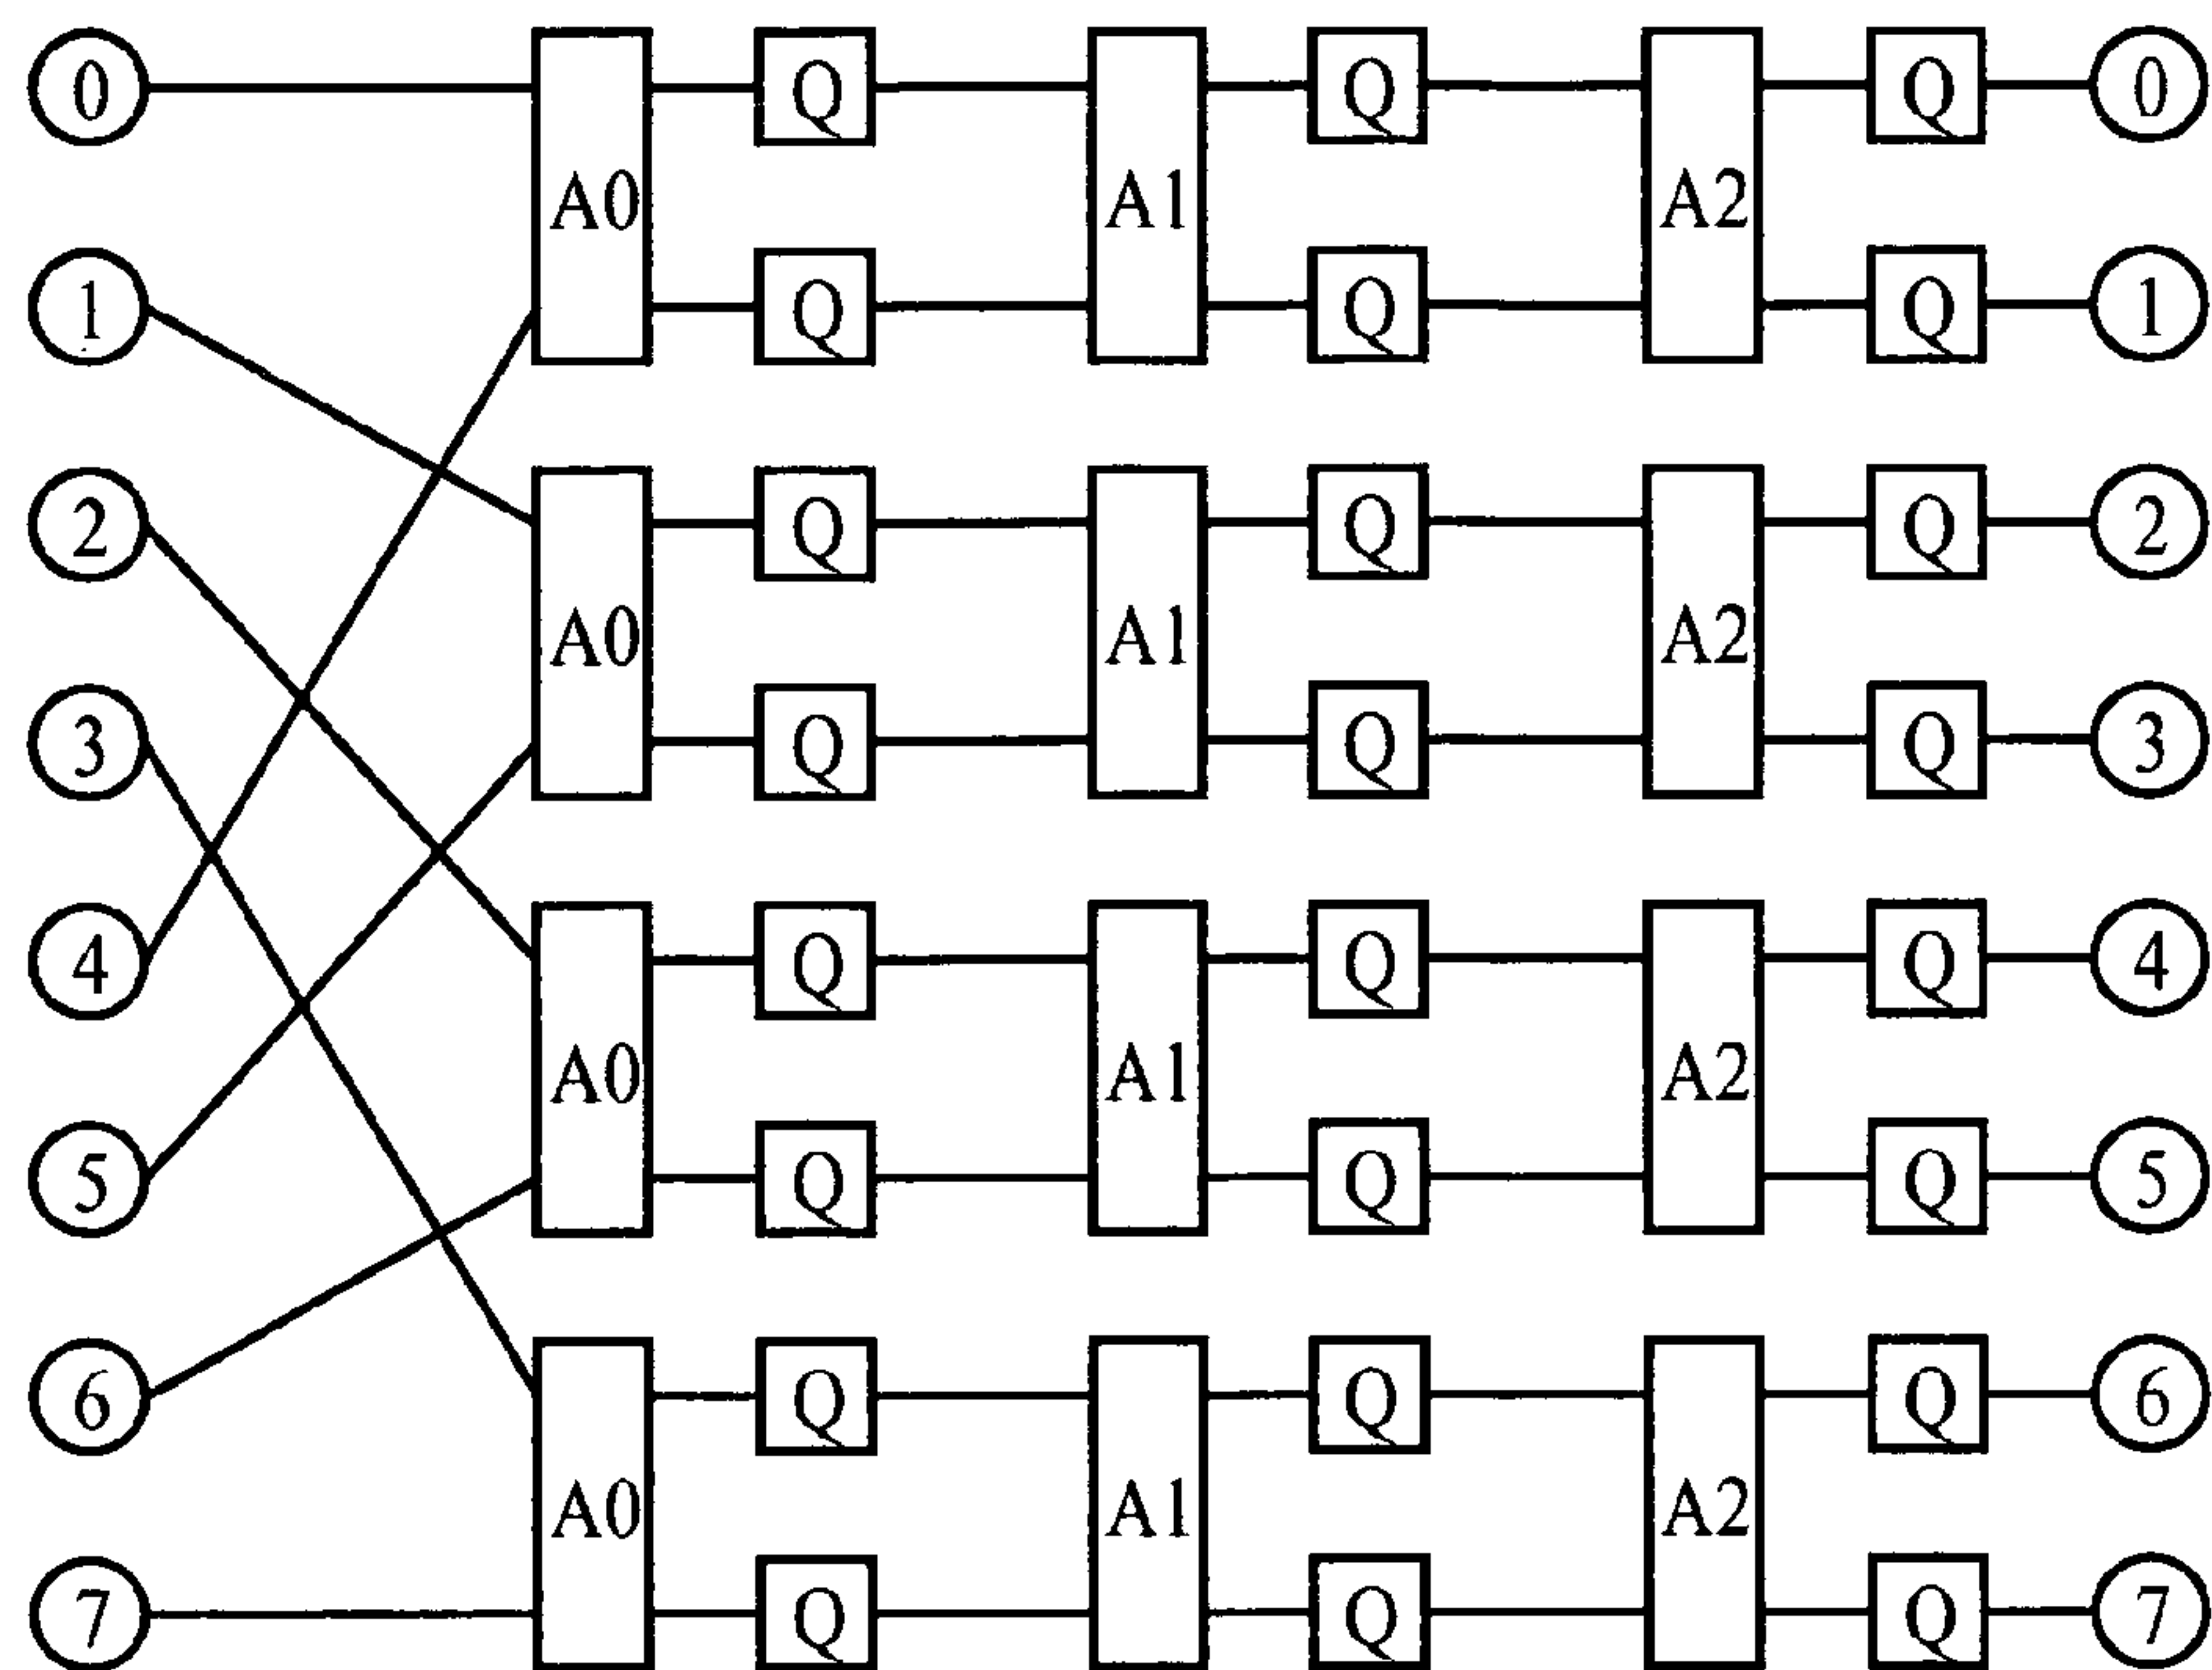 0 Q Q Q 0
A0 A1 A2
1 Q Q Q 1
2 Q Q Q 2
A0 A1 A2
3 Q Q Q 3
4 Q Q Q 4
A0 A1 A2
5 Q Q Q 5
6 Q Q Q 6
A0 A1 A2
7 Q Q Q 7